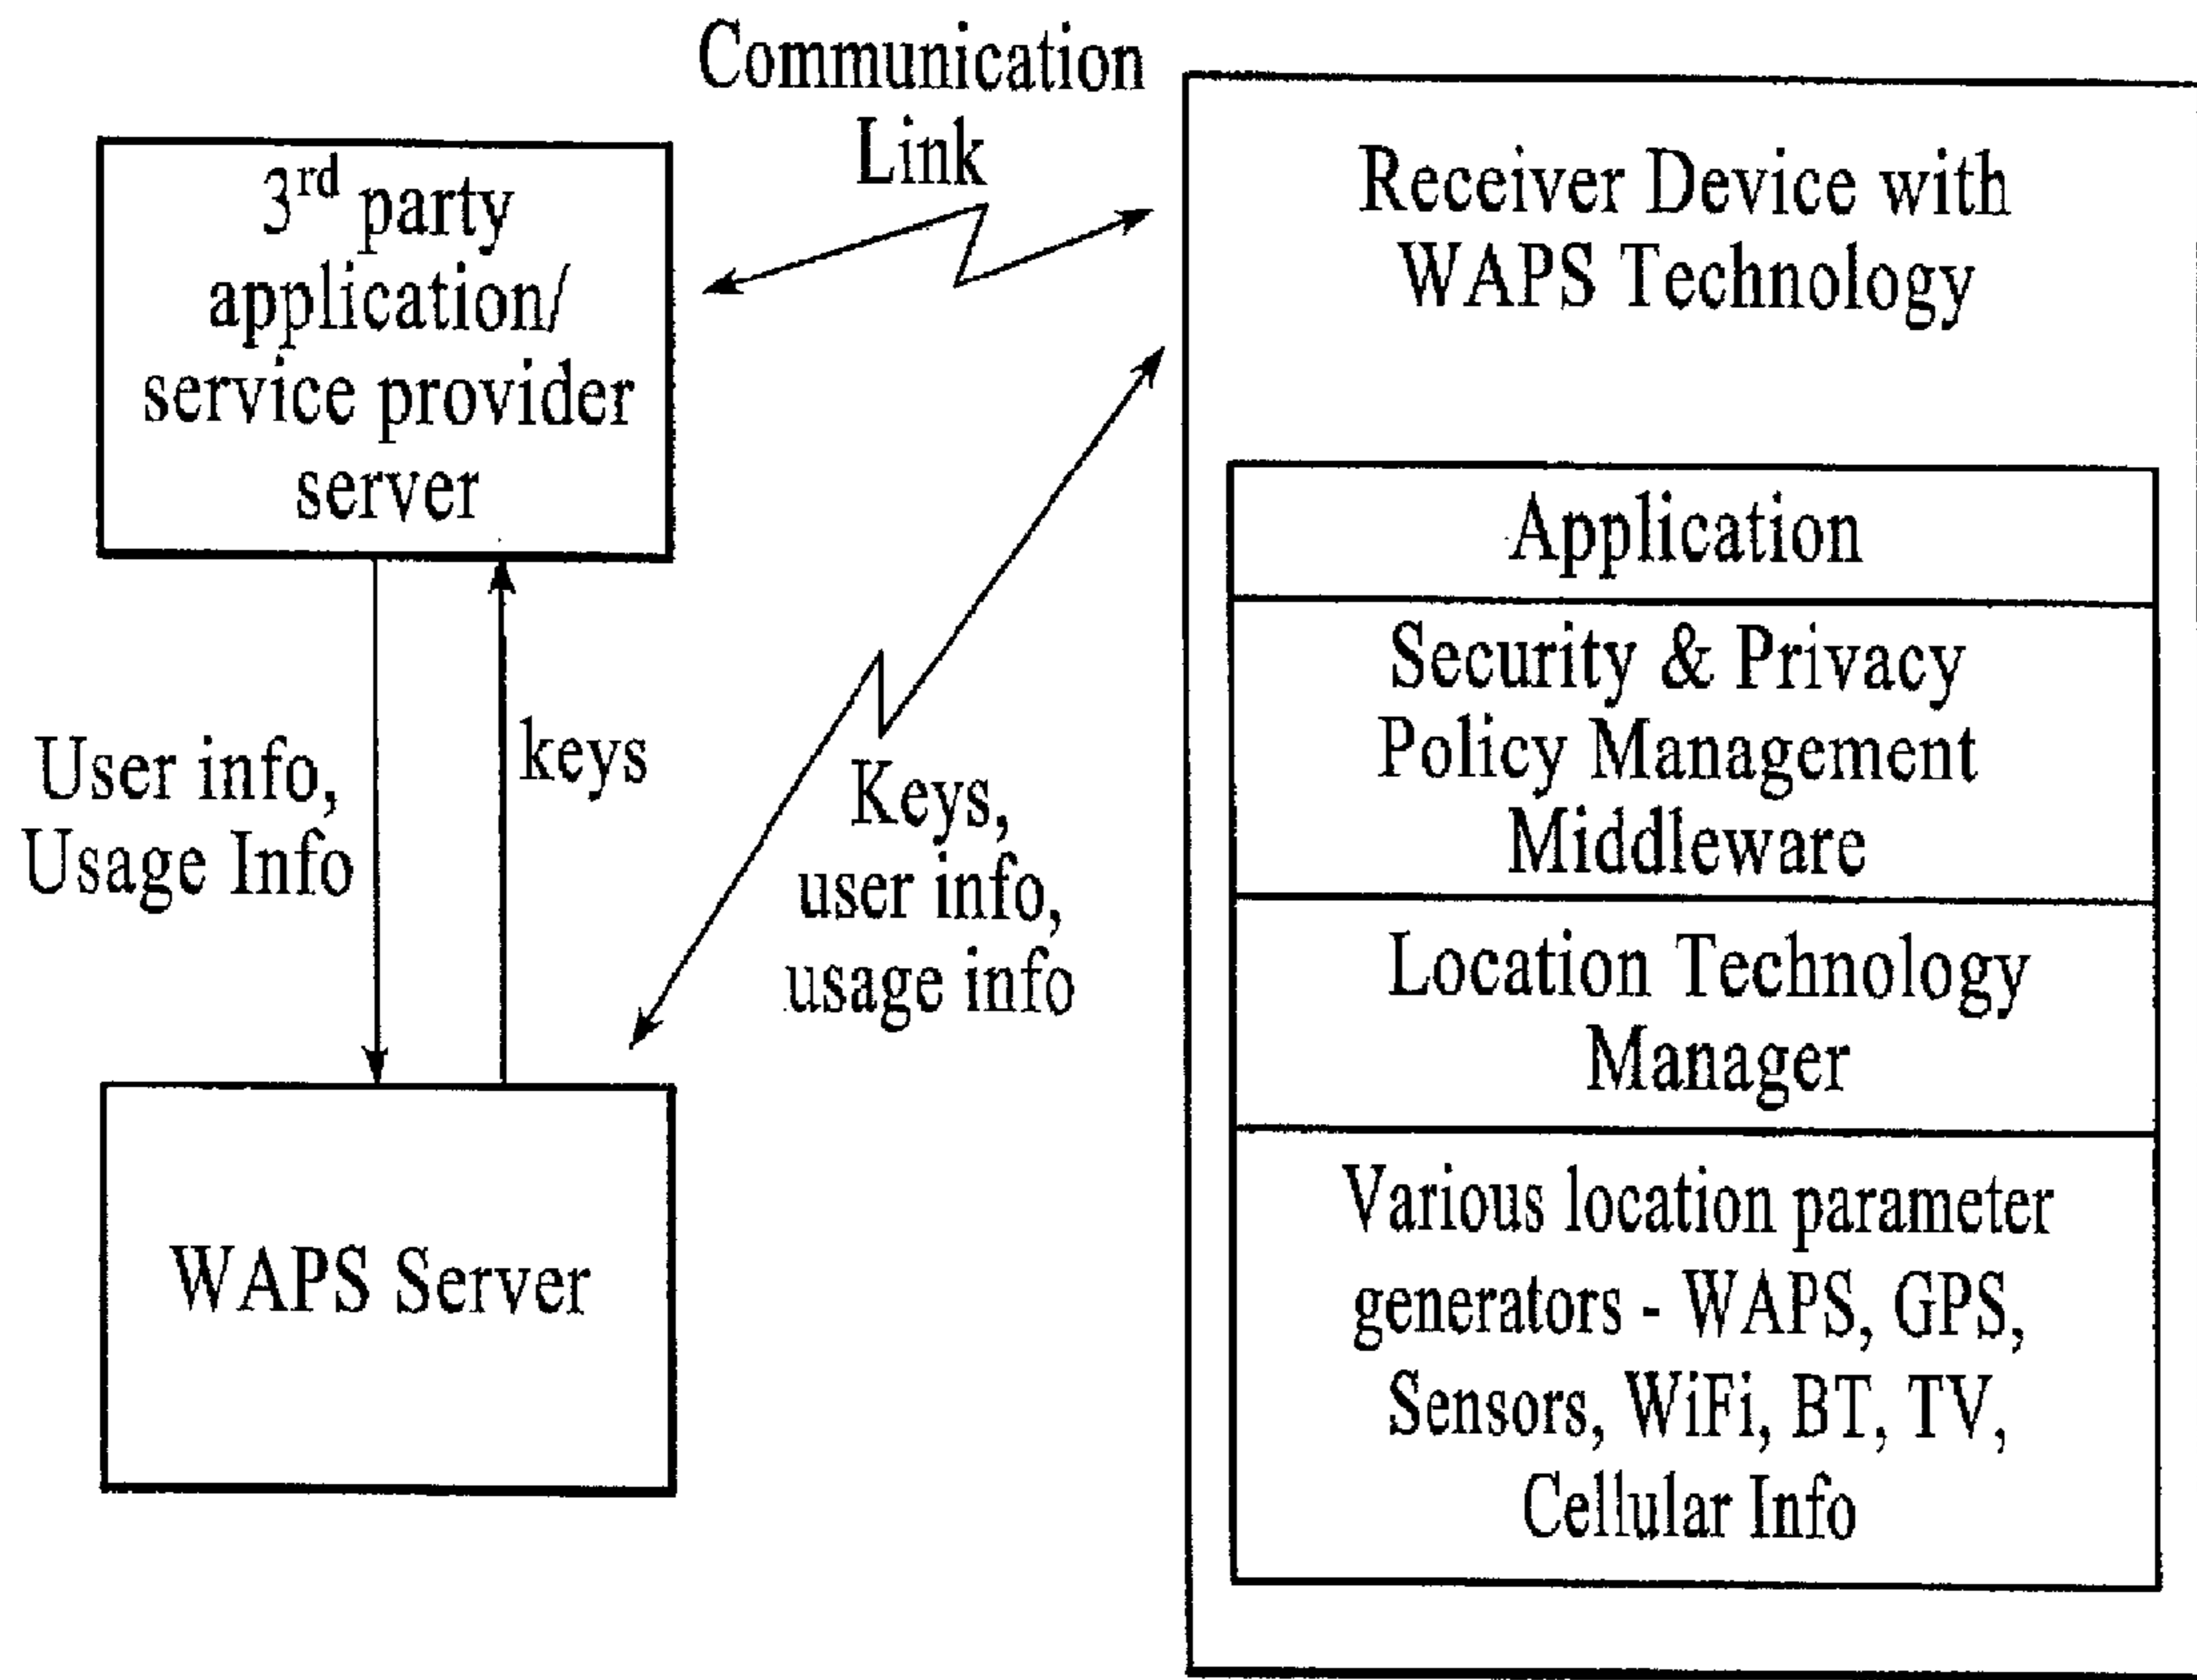 Communication
Link
3rd party
application/
service provider
server
User info,
Usage Info
keys
Keys,
user info,
usage info
WAPS Server
Receiver Device with
WAPS Technology
Application
Security & Privacy
Policy Management
Middleware
Location Technology
Manager
Various location parameter
generators - WAPS, GPS,
Sensors, WiFi, BT, TV,
Cellular Info